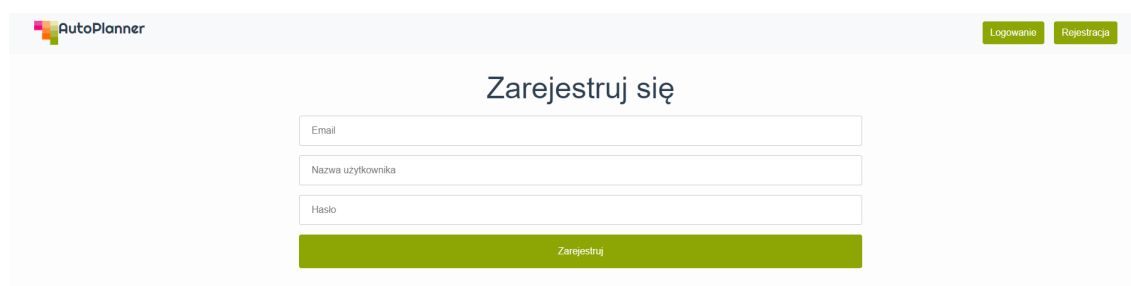 AutoPlanner
Logowanie Rejestracja
Zarejestruj się
Email
Nazwa użytkownika
Hasło
Zarejestruj